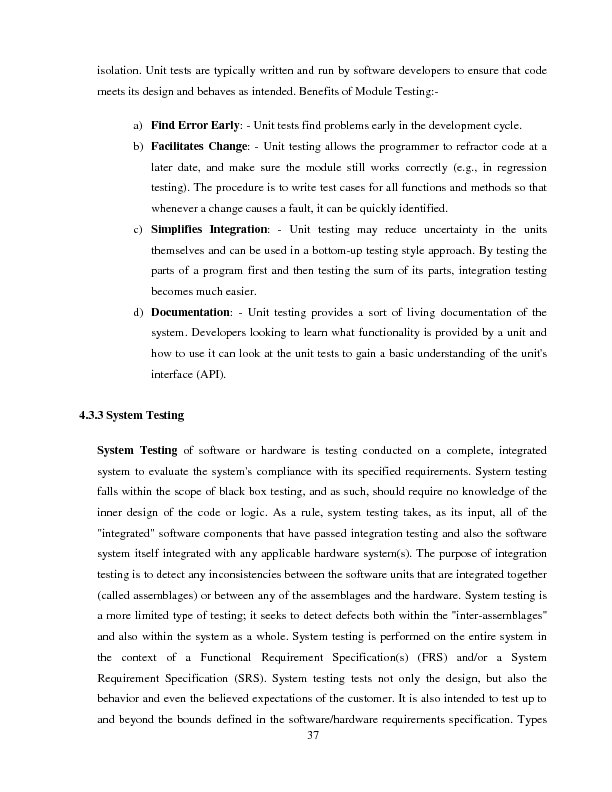 isolation. Unit tests are typically written and run by software developers to ensure that code
meets its design and behaves as intended. Benefits of Module Testing:-
a) Find Error Early: - Unit tests find problems early in the development cycle.
b) Facilitates Change: - Unit testing allows the programmer to refractor code at a
later date, and make sure the module still works correctly (e.g., in regression
testing). The procedure is to write test cases for all functions and methods so that
whenever a change causes a fault, it can be quickly identified.
c) Simplifies Integration: - Unit testing may reduce uncertainty in the units
themselves and can be used in a bottom-up testing style approach. By testing the
parts of a program first and then testing the sum of its parts, integration testing
becomes much easier.
d) Documentation: - Unit testing provides a sort of living documentation of the
system. Developers looking to learn what functionality is provided by a unit and
how to use it can look at the unit tests to gain a basic understanding of the unit's
interface (API).
4.3.3 System Testing
System Testing of software or hardware is testing conducted on a complete, integrated
system to evaluate the system's compliance with its specified requirements. System testing
falls within the scope of black box testing, and as such, should require no knowledge of the
inner design of the code or logic. As a rule, system testing takes, as its input, all of the
"integrated" software components that have passed integration testing and also the software
system itself integrated with any applicable hardware system(s). The purpose of integration
testing is to detect any inconsistencies between the software units that are integrated together
(called assemblages) or between any of the assemblages and the hardware. System testing is
a more limited type of testing; it seeks to detect defects both within the "inter-assemblages"
and also within the system as a whole. System testing is performed on the entire system in
the context of a Functional Requirement Specification(s) (FRS) and/or a System
Requirement Specification (SRS). System testing tests not only the design, but also the
behavior and even the believed expectations of the customer. It is also intended to test up to
and beyond the bounds defined in the software/hardware requirements specification. Types
37